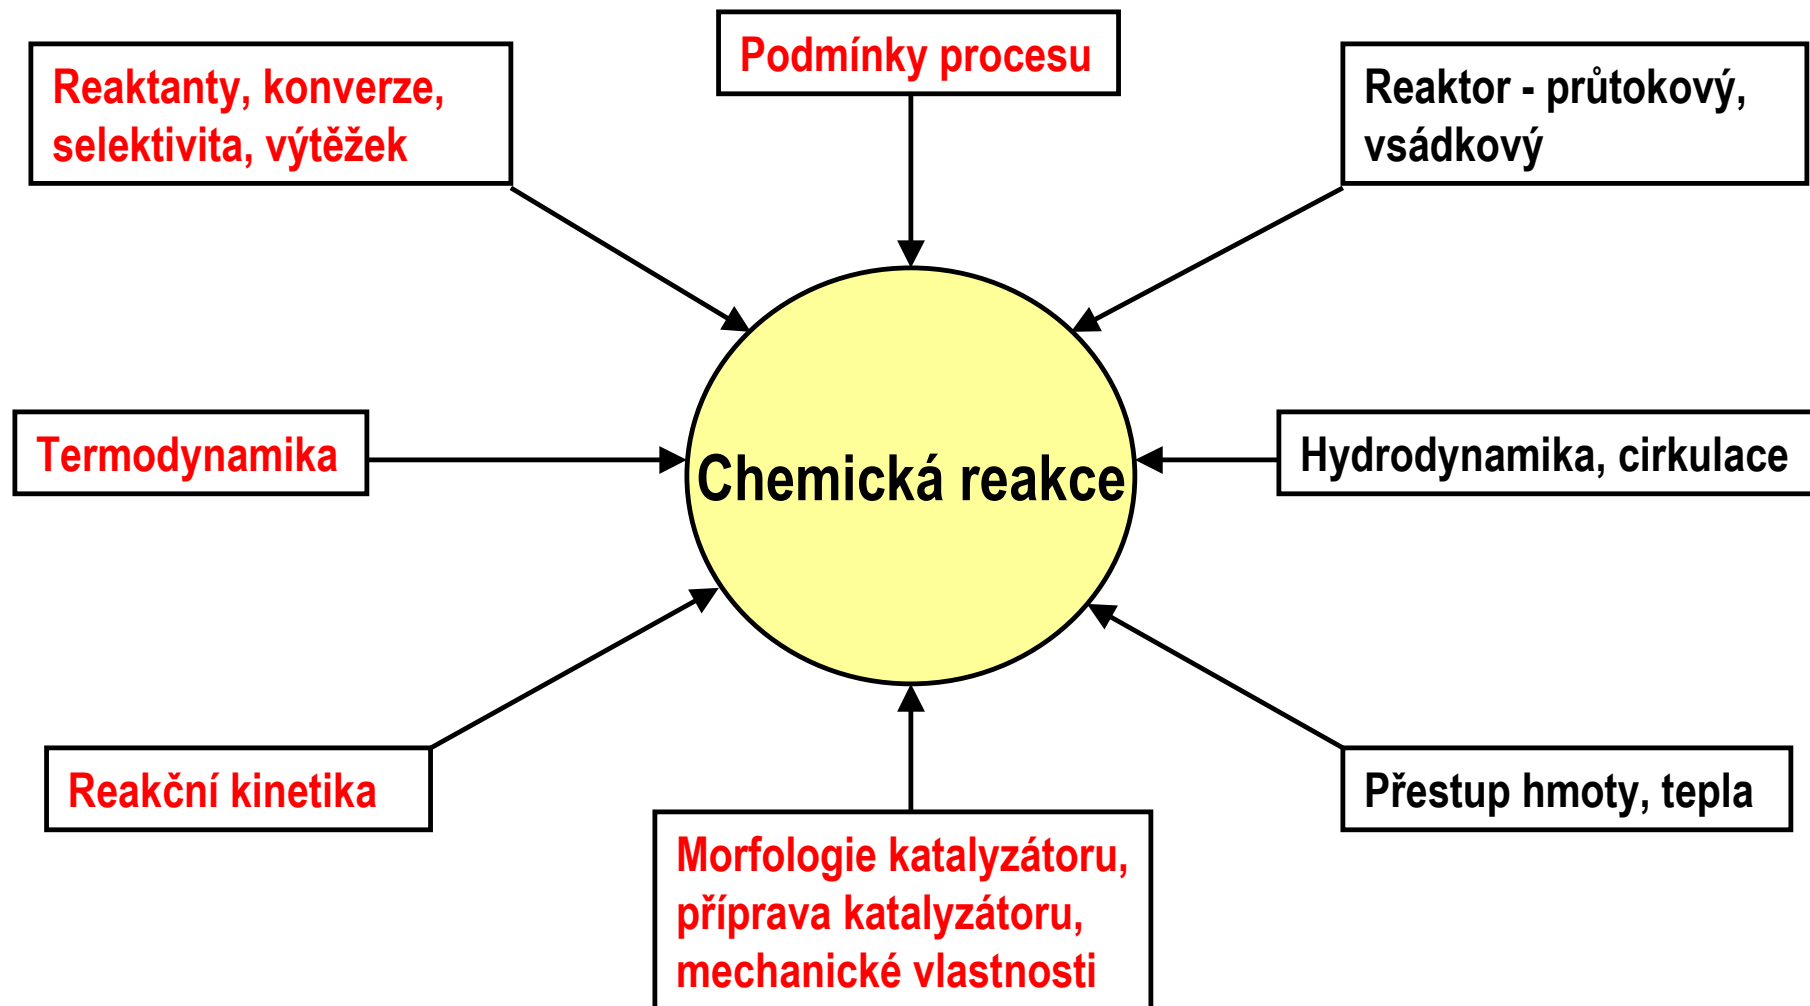 Podmínky procesu
Reaktanty, konverze,
selektivita, výtěžek
Reaktor - průtokový,
vsádkový
Termodynamika
Chemická reakce
Hydrodynamika, cirkulace
Reakční kinetika
Přestup hmoty, tepla
Morfologie katalyzátoru,
příprava katalyzátoru,
mechanické vlastnosti